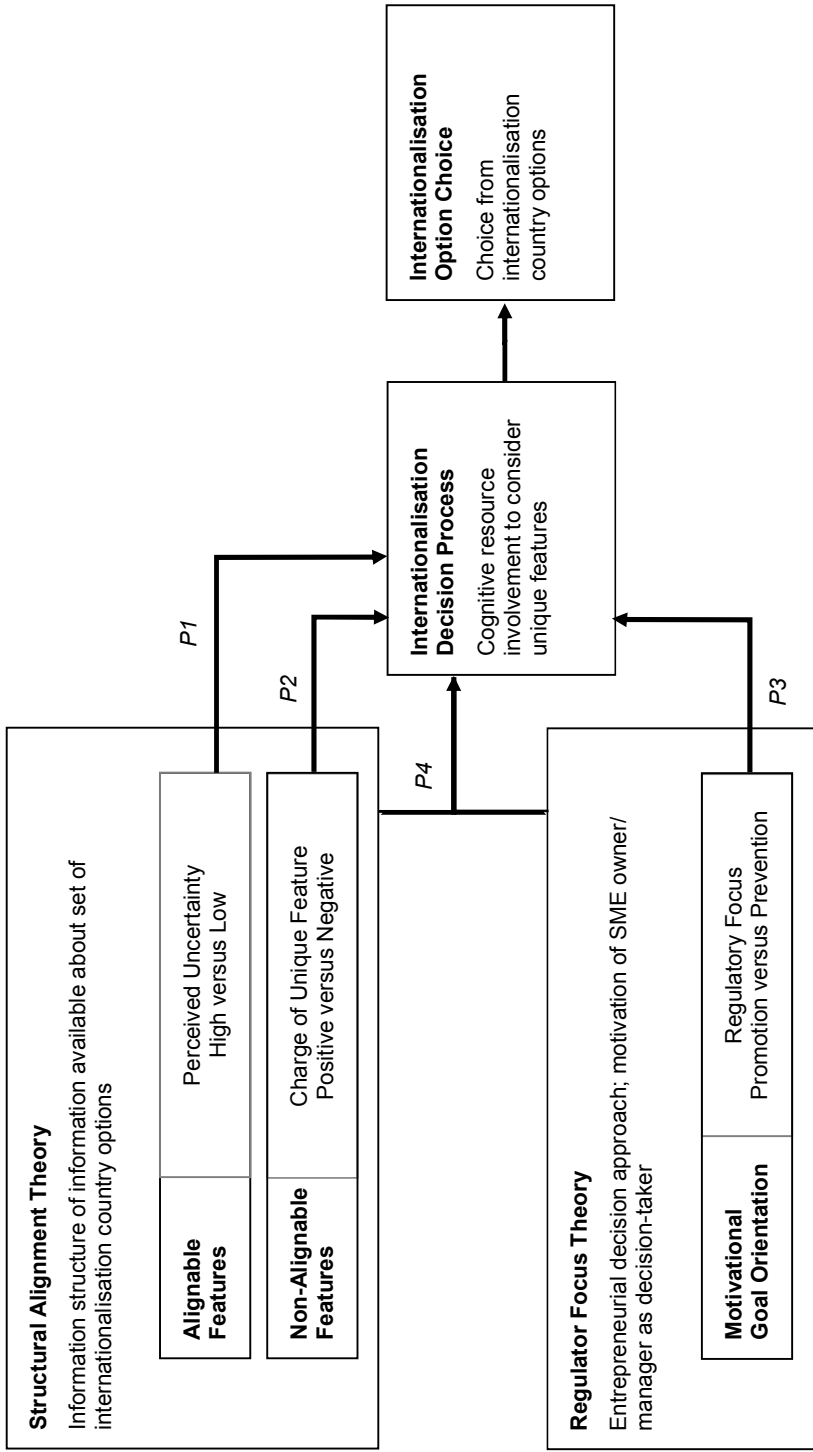 Structural Alignment Theory
Information structure of information available about set of
internationalisation country options
Alignable
Features
Perceived Uncertainty
High versus Low
Non-Alignable
Features
Charge of Unique Feature
Positive versus Negative
Regulator Focus Theory
Entrepreneurial decision approach; motivation of SME owner/
manager as decision-taker
Motivational
Goal Orientation
Regulatory Focus
Promotion versus Prevention
P1
P2
P4
P3
Internationalisation
Decision Process
Cognitive resource
involvement to consider
unique features
Internationalisation
Option Choice
Choice from
internationalisation
country options